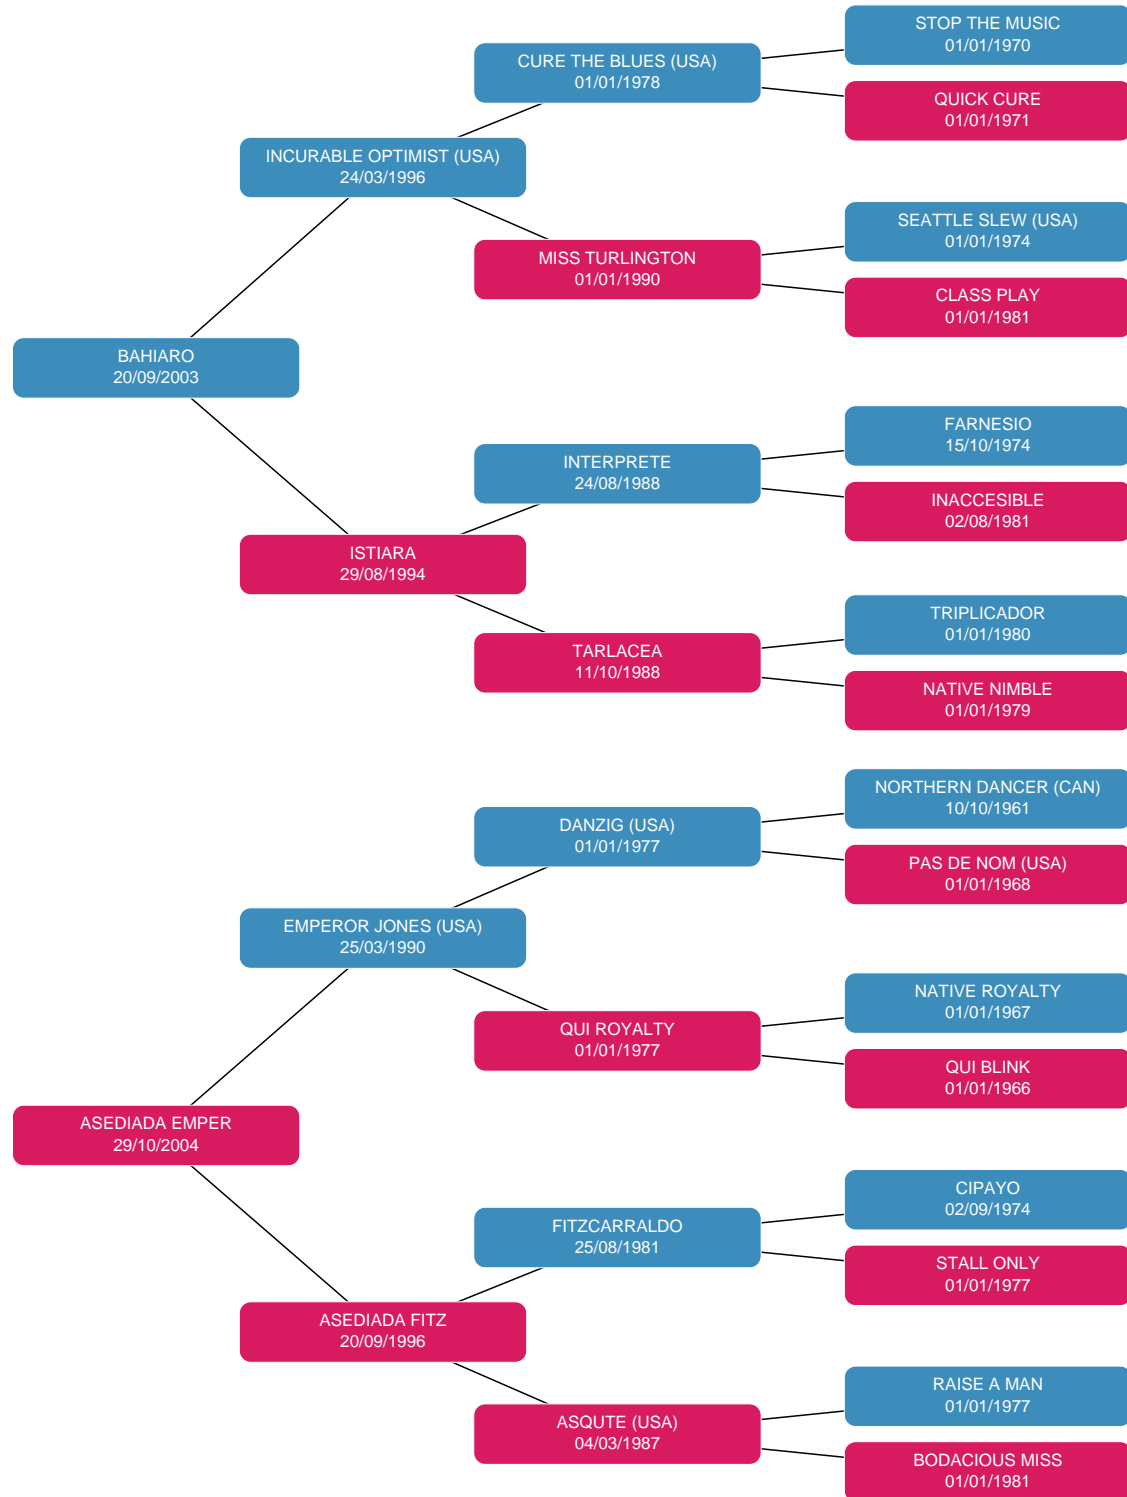 STOP THE MUSIC
01/01/1970
CURE THE BLUES (USA)
01/01/1978
QUICK CURE
01/01/1971
INCURABLE OPTIMIST (USA)
24/03/1996
SEATTLE SLEW (USA)
01/01/1974
MISS TURLINGTON
01/01/1990
CLASS PLAY
01/01/1981
BAHIARO
20/09/2003
FARNESIO
15/10/1974
INTERPRETE
24/08/1988
INACCESIBLE
02/08/1981
ISTIARA
29/08/1994
TRIPLICADOR
01/01/1980
TARLACEA
11/10/1988
NATIVE NIMBLE
01/01/1979
NORTHERN DANCER (CAN)
10/10/1961
DANZIG (USA)
01/01/1977
PAS DE NOM (USA)
01/01/1968
EMPEROR JONES (USA)
25/03/1990
NATIVE ROYALTY
01/01/1967
QUI ROYALTY
01/01/1977
QUI BLINK
01/01/1966
ASEDIADA EMPER
29/10/2004
CIPAYO
02/09/1974
FITZCARRALDO
25/08/1981
STALL ONLY
01/01/1977
ASEDIADA FITZ
20/09/1996
RAISE A MAN
01/01/1977
ASQUTE (USA)
04/03/1987
BODACIOUS MISS
01/01/1981